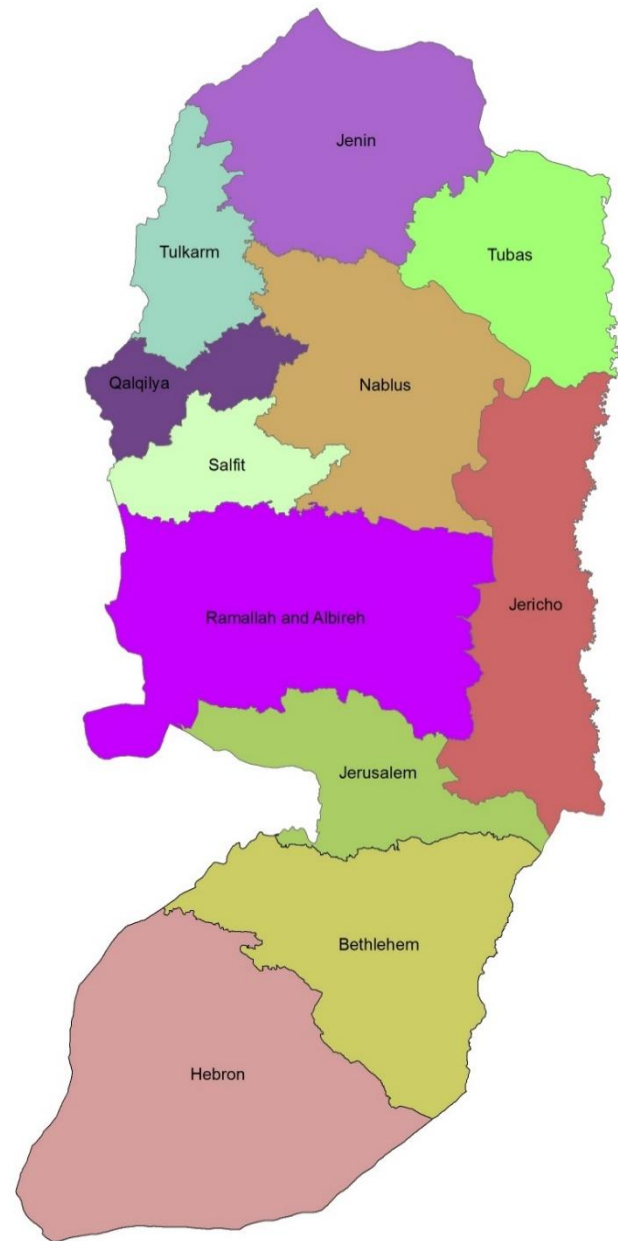 Jenin
Tulkarm
Tubas
Qalqilya
Nablus
Salfit
Jericho
Ramallah and Albireh
Jerusalem
Bethlehem
Hebron